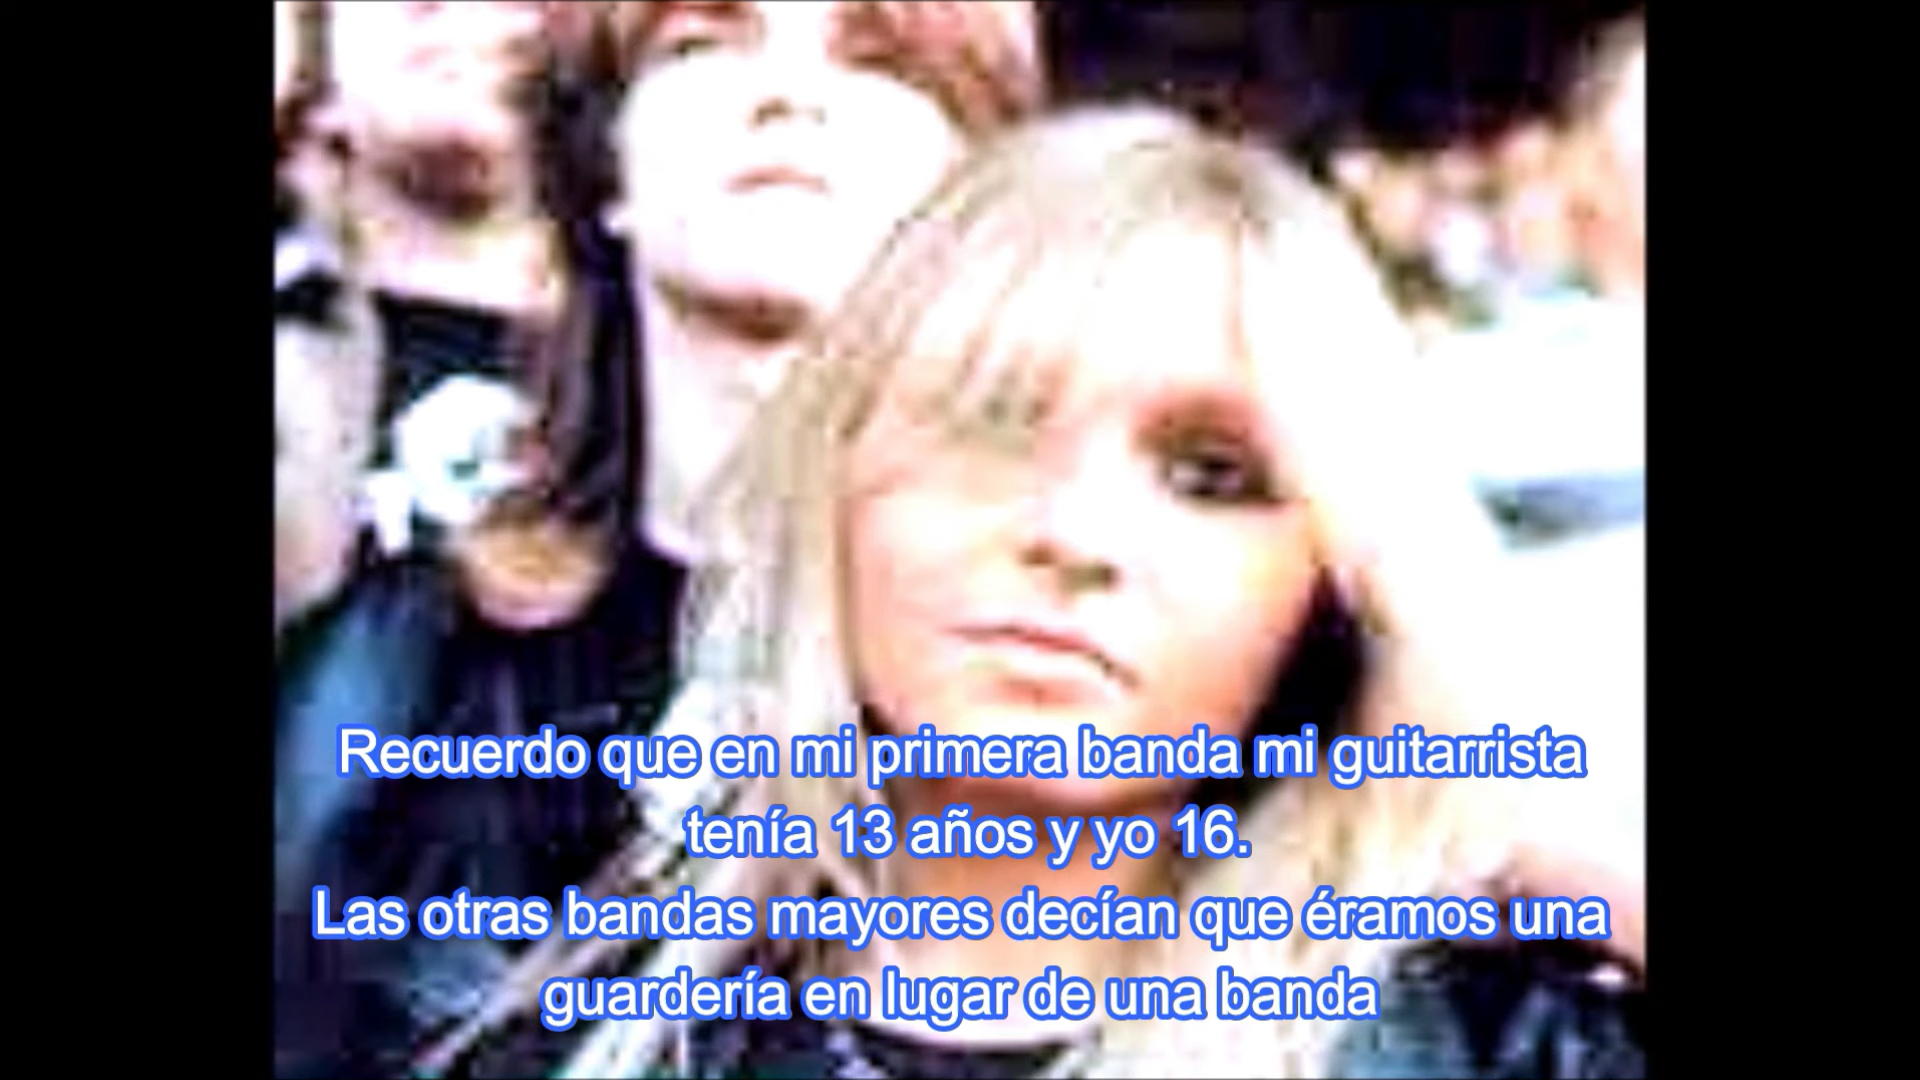 Recuerdo que en mi primera banda mi guitarrista
tenía 13 años y yo 16.
Las otras bandas mayores decían que éramos una
guardería en lugar de una banda